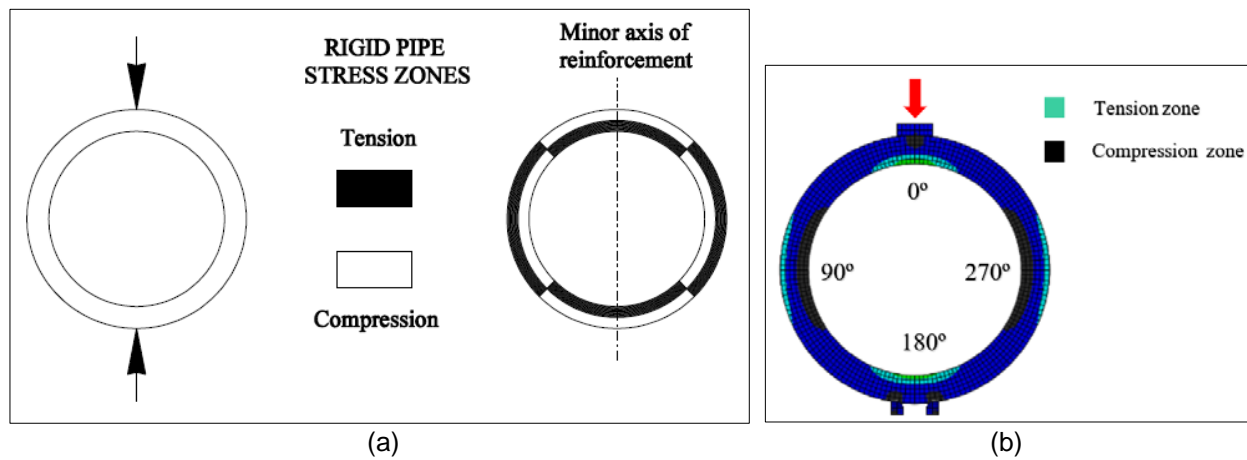 RIGID PIPE
STRESS ZONES
Tension
Compression
Minor axis of
reinforcement
(a)
Tension zone
Compression zone
0º
90º
270º
180º
(b)